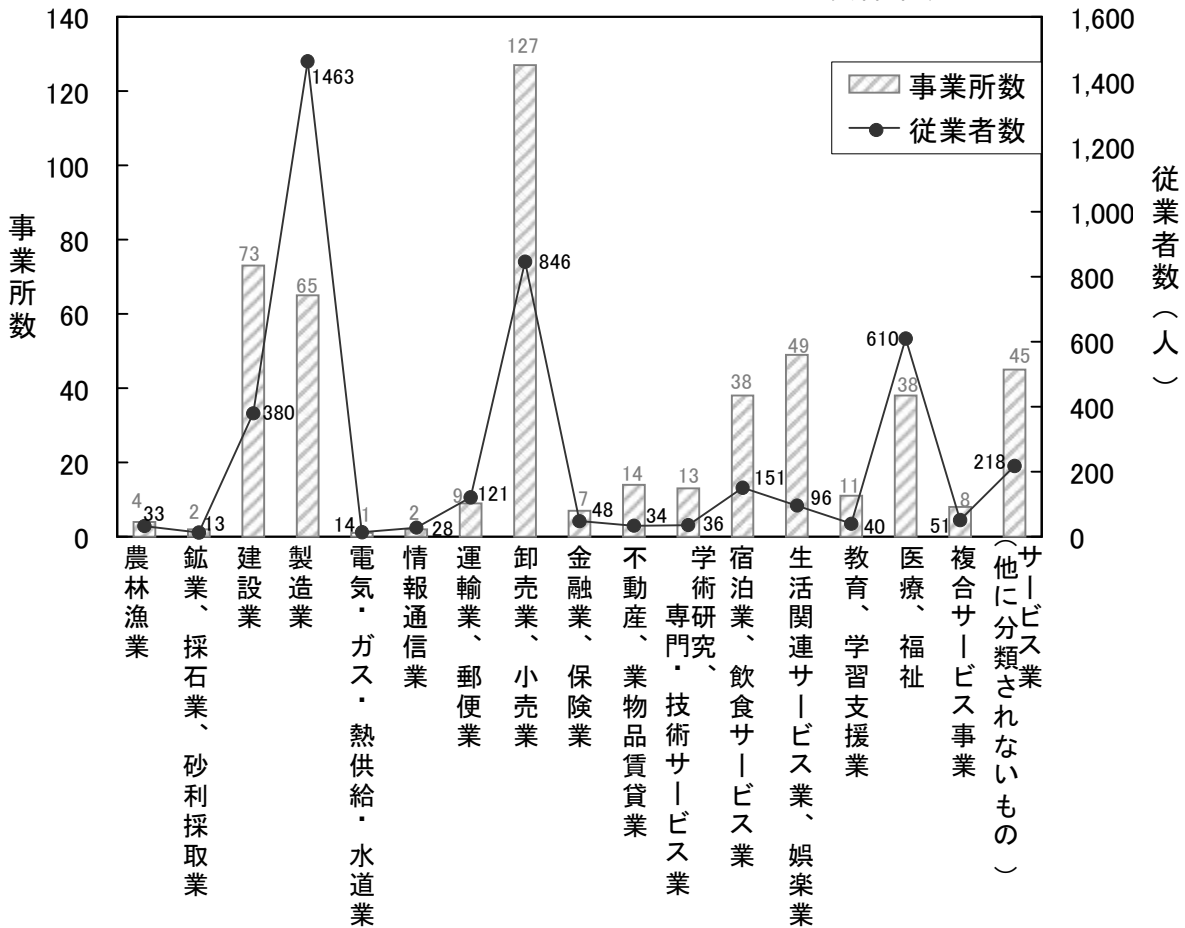 140
120
100
80
60
40
20
0
事業所数
1,600
1,400
1,200
1,000
800
600
400
200
0
従業者数（人）
事業所数
従業者数
4
2
73
65
1
2
9
127
7
14
13
38
49
11
38
8
45
33
13
380
1463
14
28
121
846
48
34
36
151
96
40
610
51
218
農林漁業
鉱業、採石業、砂利採取業
建設業
製造業
電気・ガス・熱供給・水道業
情報通信業
運輸業、郵便業
卸売業、小売業
金融業、保険業
不動産、業物品賃貸業
学術研究、
専門・技術サービス業
宿泊業、飲食サービス業
生活関連サービス業、娯楽業
教育、学習支援業
医療、福祉
複合サービス事業
サービス業
（他に分類されないもの）